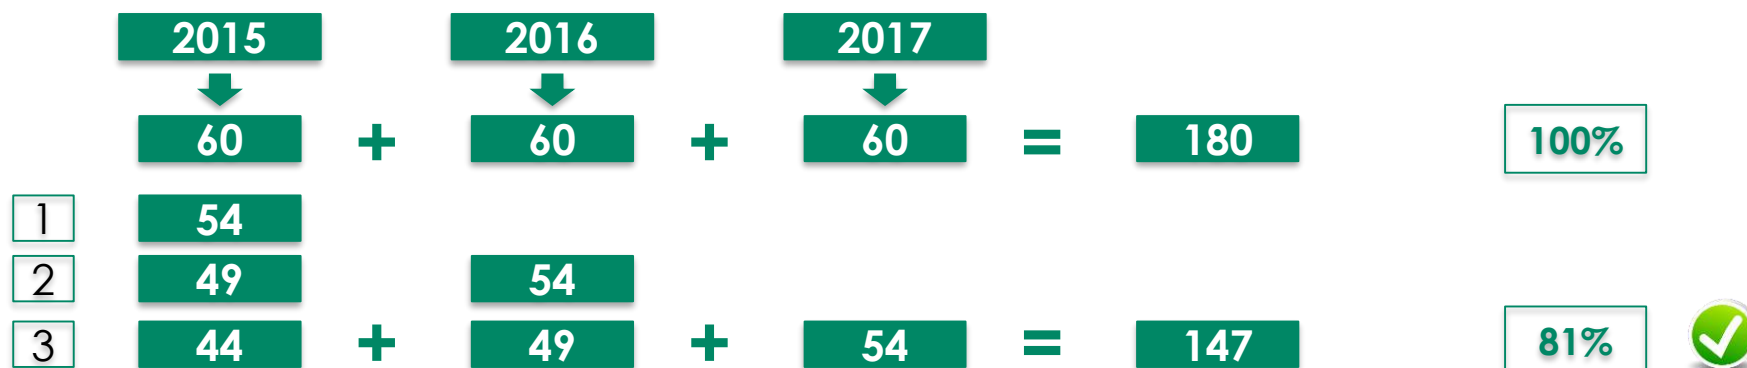 2015 2016 2017
60 + 60 + 60 = 180 100%
1 54
2 49 54
3 44 + 49 + 54 = 147 81%